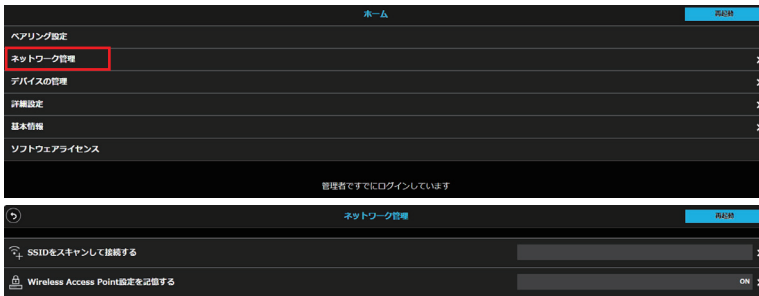 ホーム
再起動
ペアリング設定
ネットワーク管理
デバイスの管理
詳細設定
基本情報
ソフトウェアライセンス
管理者ですでにログインしています
ネットワーク管理
再起動
SSIDをスキャンして接続する
Wireless Access Point設定を記憶する
ON